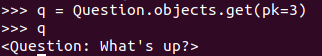 >>> q = Question.objects.get(pk=3)
>>> q
<Question: What's up?>